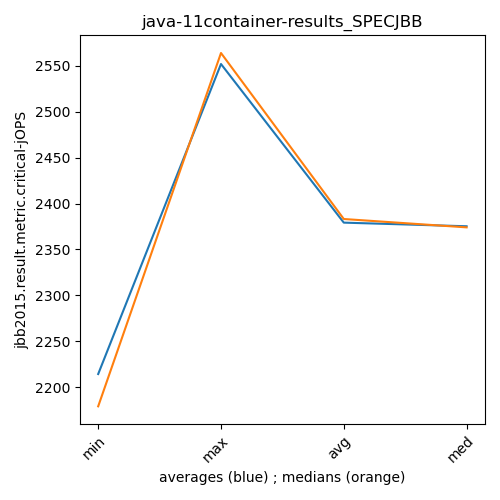 java-11container-results_SPECJBB
jbb2015.result.metric.critical-jOPS
2550
2500
2450
2400
2350
2300
2250
2200
min
max
avg
med
averages (blue) ; medians (orange)